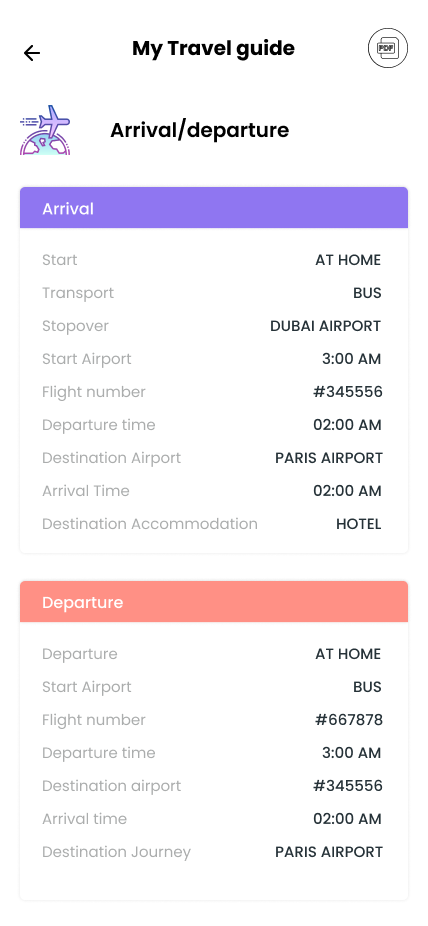 My Travel guide
PDF
Arrival/departure
Arrival
Start AT HOME
Transport BUS
Stopover DUBAI AIRPORT
Start Airport 3:00 AM
Flight number #345556
Departure time 02:00 AM
Destination Airport PARIS AIRPORT
Arrival Time 02:00 AM
Destination Accommodation HOTEL
Departure
Departure AT HOME
Start Airport BUS
Flight number #667878
Departure time 3:00 AM
Destination airport #345556
Arrival time 02:00 AM
Destination Journey PARIS AIRPORT